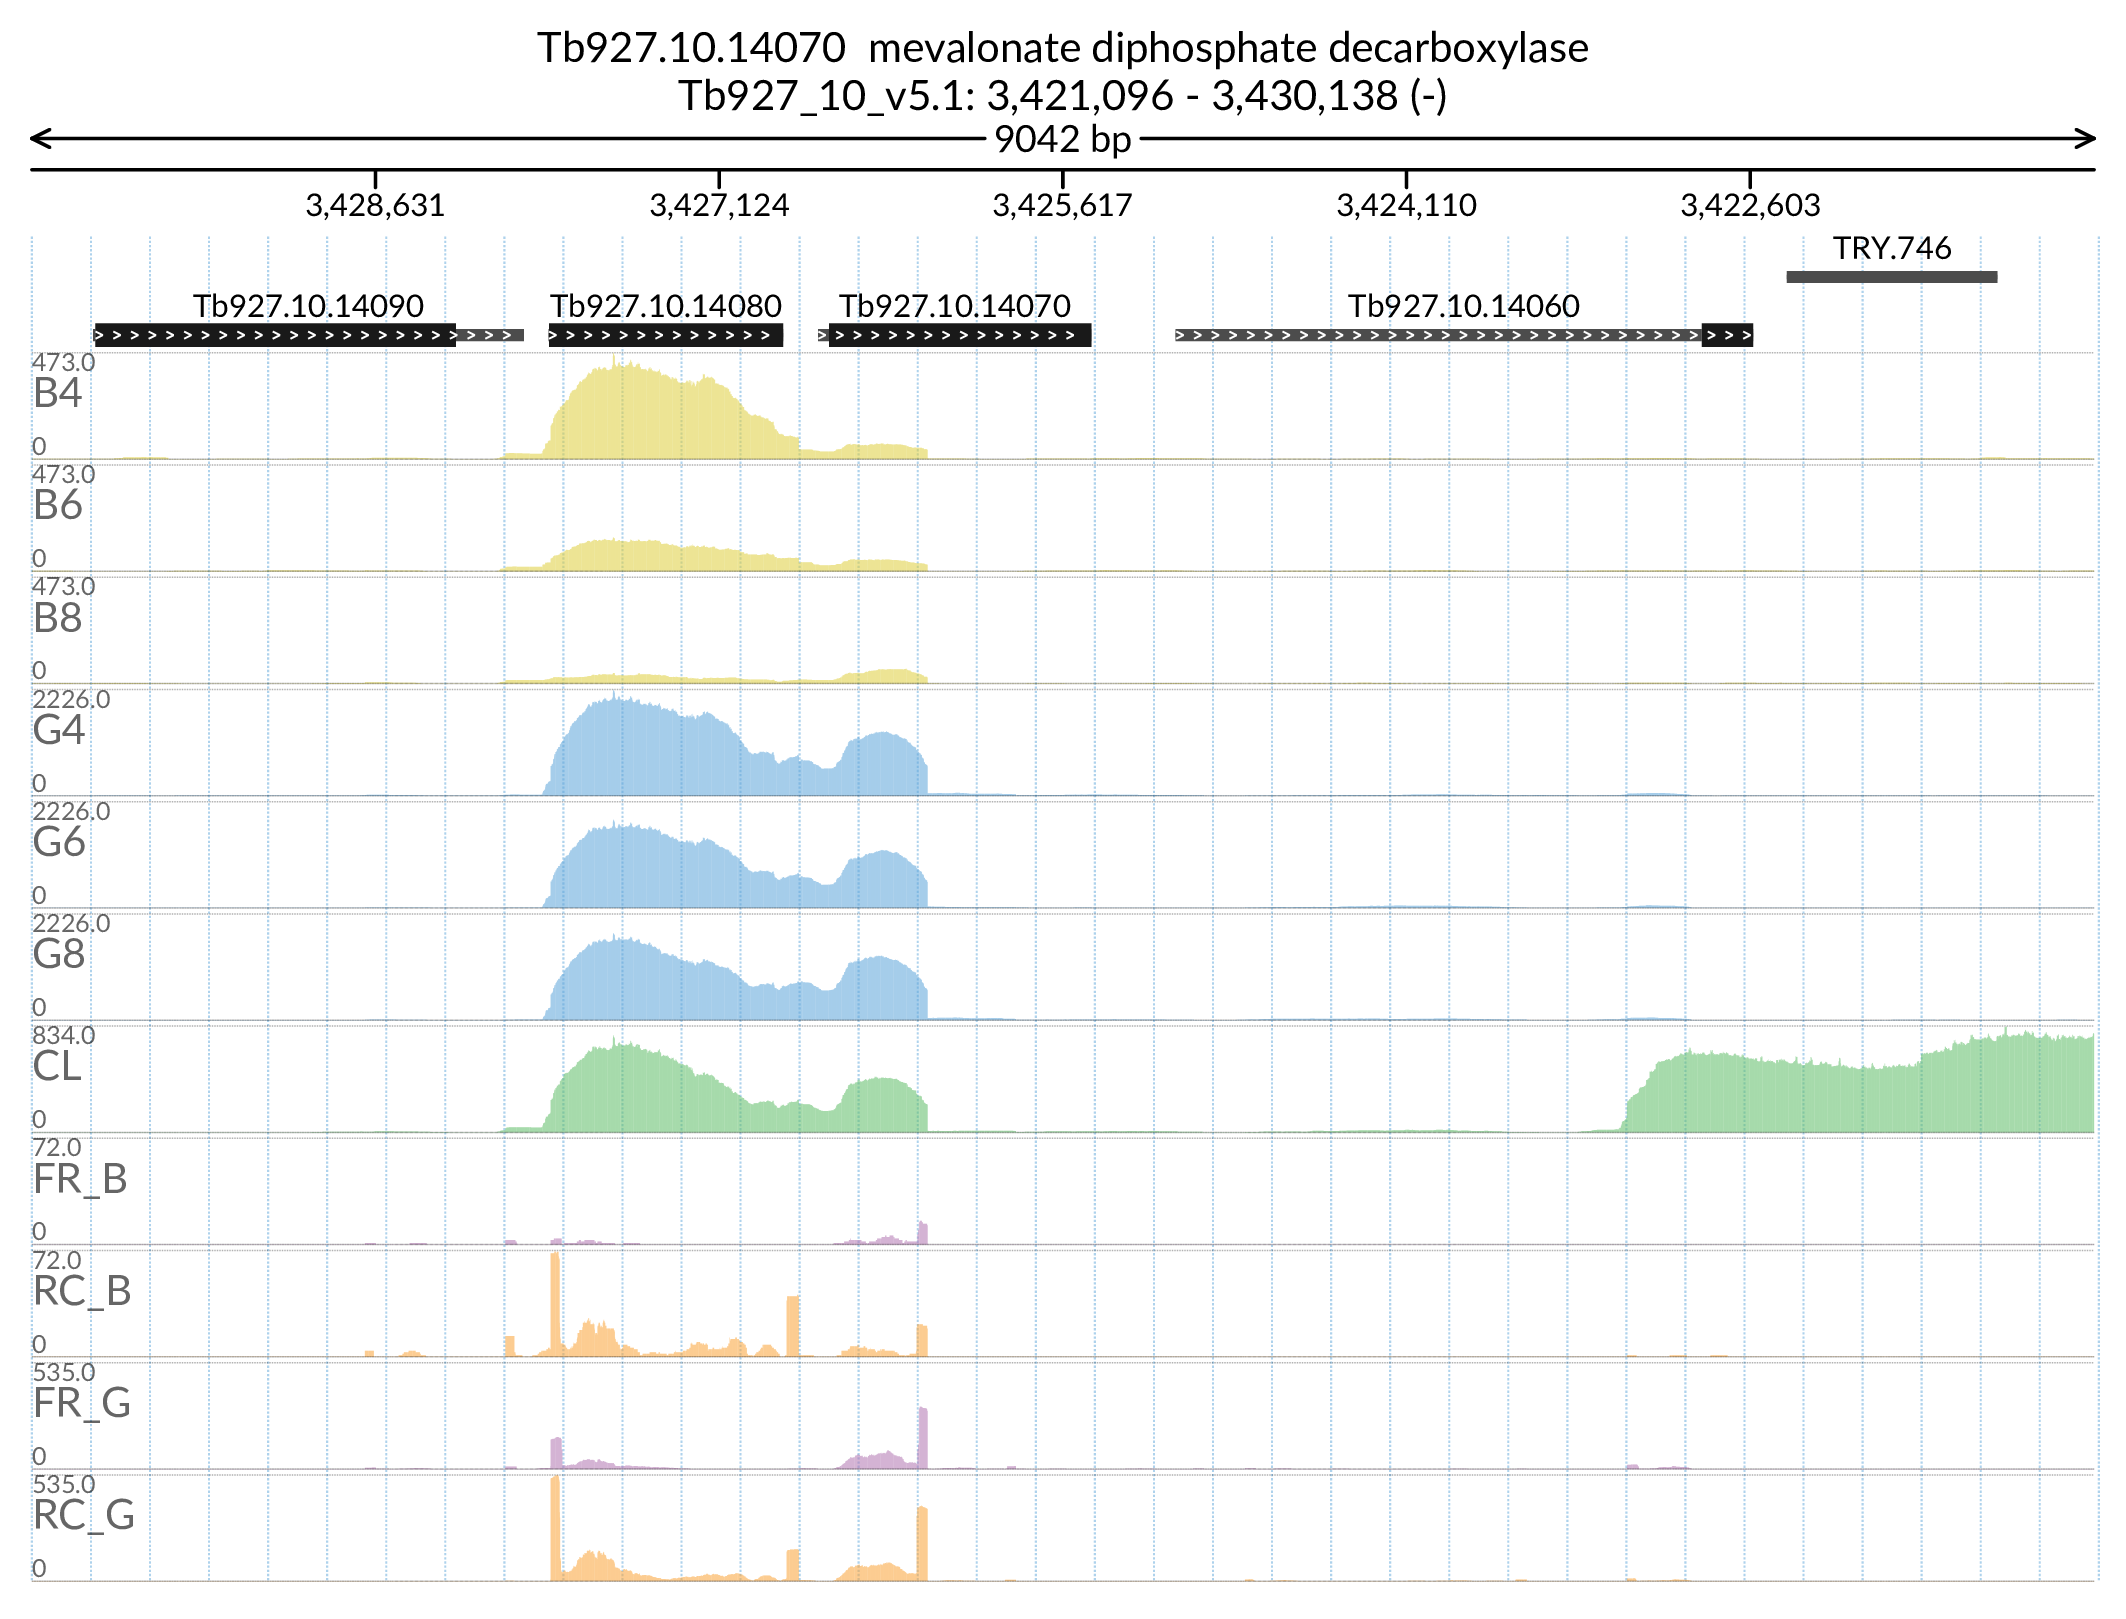 Tb927.10.14070 mevalonate diphosphate decarboxylase
Tb927_10_v5.1: 3,421,096 - 3,430,138 (-)
9042 bp
3,428,631 3,427,124 3,425,617 3,424,110 3,422,603
TRY.746
Tb927.10.14090 Tb927.10.14080 Tb927.10.14070 Tb927.10.14060
473.0
B4
0
473.0
B6
0
473.0
B8
0
2226.0
G4
0
2226.0
G6
0
2226.0
G8
0
834.0
CL
0
72.0
FR_B
0
72.0
RC_B
0
535.0
FR_G
0
535.0
RC_G
0